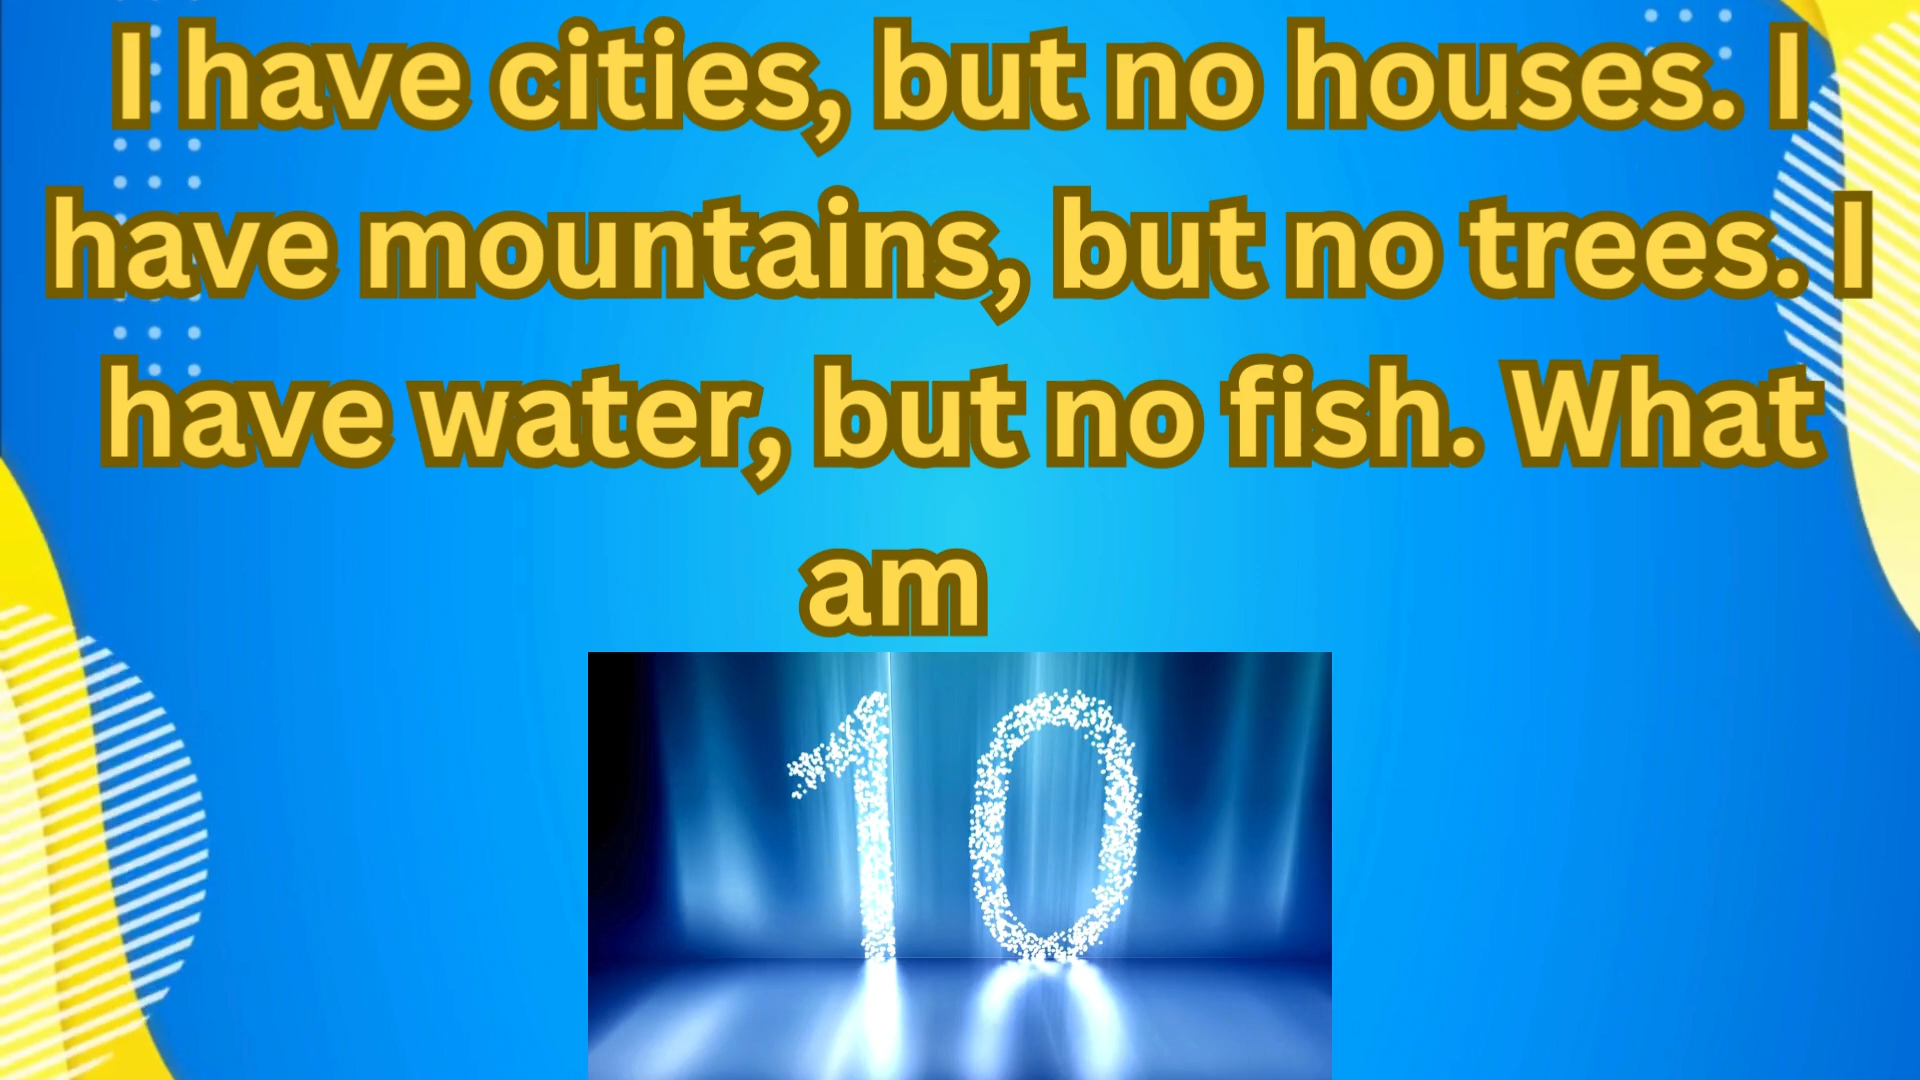 I have cities, but no houses. I
have mountains, but no trees. I
have water, but no fish. What
am
10